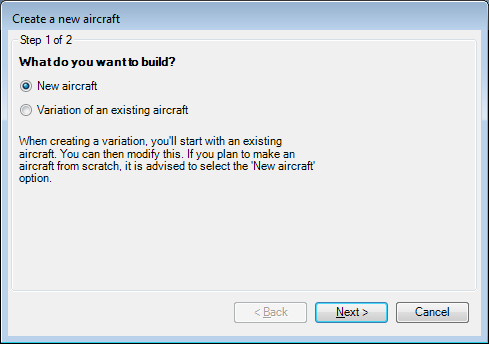 Create a new aircraft
Step 1 of 2
What do you want to build?
New aircraft
Variation of an existing aircraft
When creating a variation, you'll start with an existing
aircraft. You can then modify this. If you plan to make an
aircraft from scratch, it is advised to select the 'New aircraft'
option.
< Back
Next >
Cancel